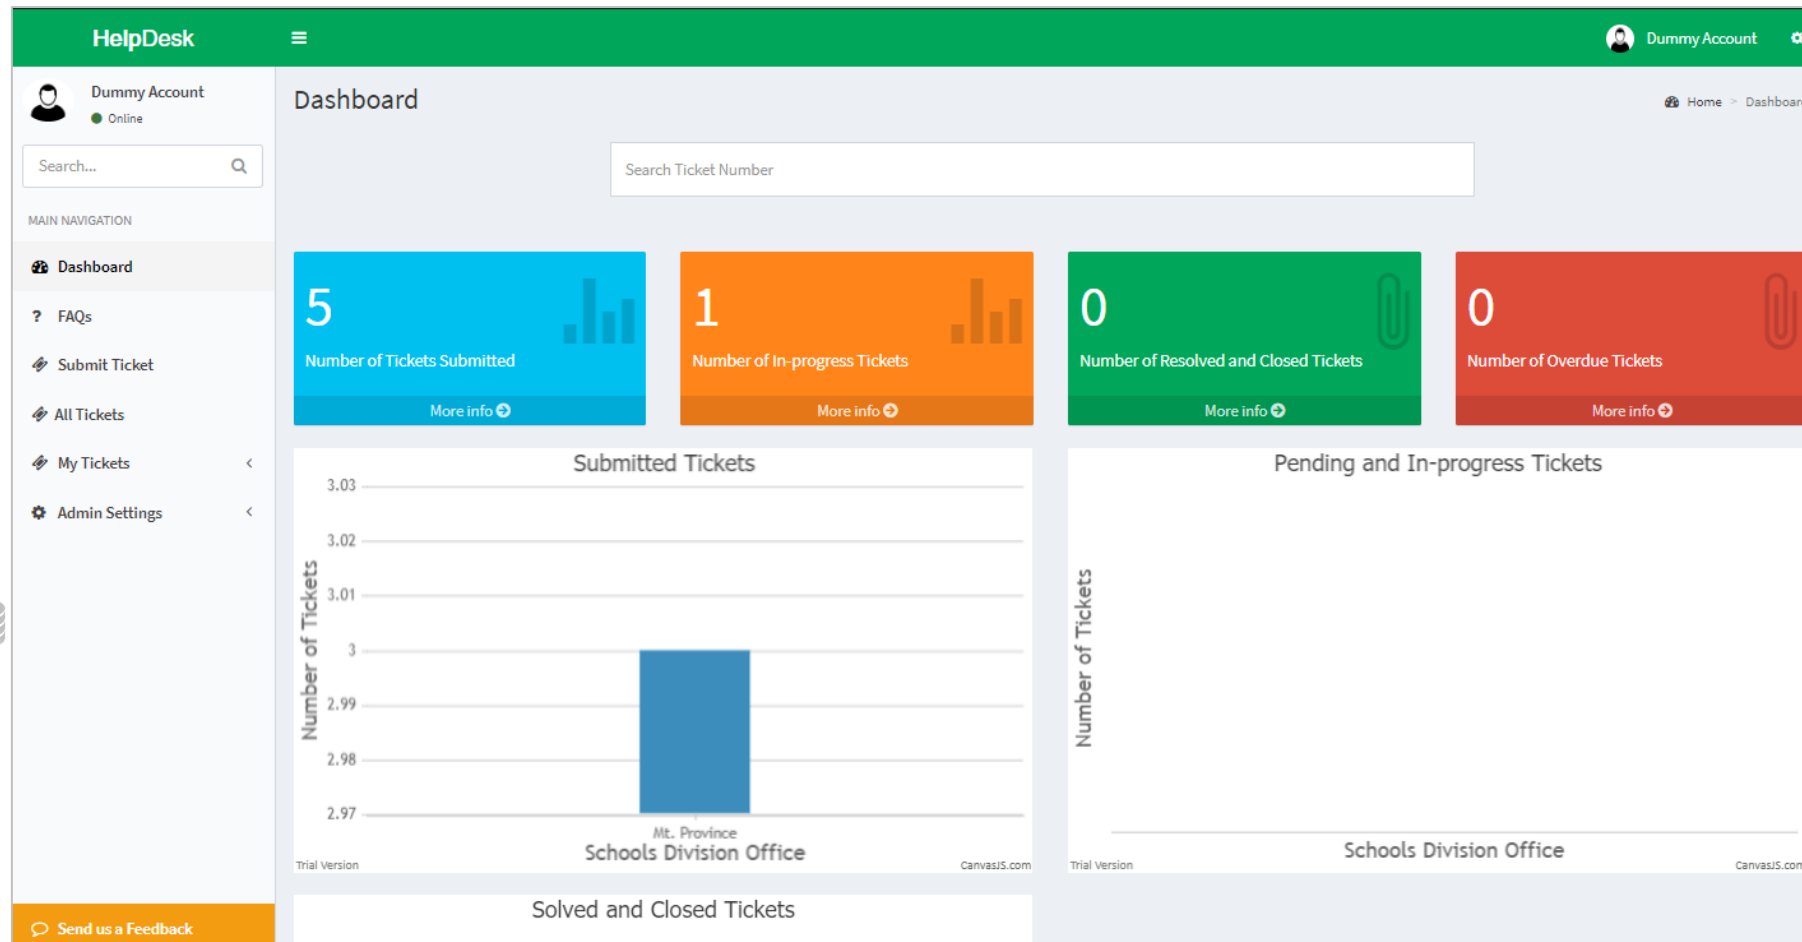 HelpDesk
Dummy Account
Dummy Account
Online
Search...
MAIN NAVIGATION
Dashboard
? FAQs
Submit Ticket
All Tickets
My Tickets
Admin Settings
Send us a Feedback
Dashboard
Home > Dashboar
Search Ticket Number
5
Number of Tickets Submitted
More info
1
Number of In-progress Tickets
More info
0
Number of Resolved and Closed Tickets
More info
0
Number of Overdue Tickets
More info
Submitted Tickets
Number of Tickets
3.03
3.02
3.01
3
2.99
2.98
2.97
Mt. Province
Schools Division Office
Trial Version
CanvasJS.com
Pending and In-progress Tickets
Number of Tickets
Schools Division Office
Trial Version
CanvasJS.com
Solved and Closed Tickets